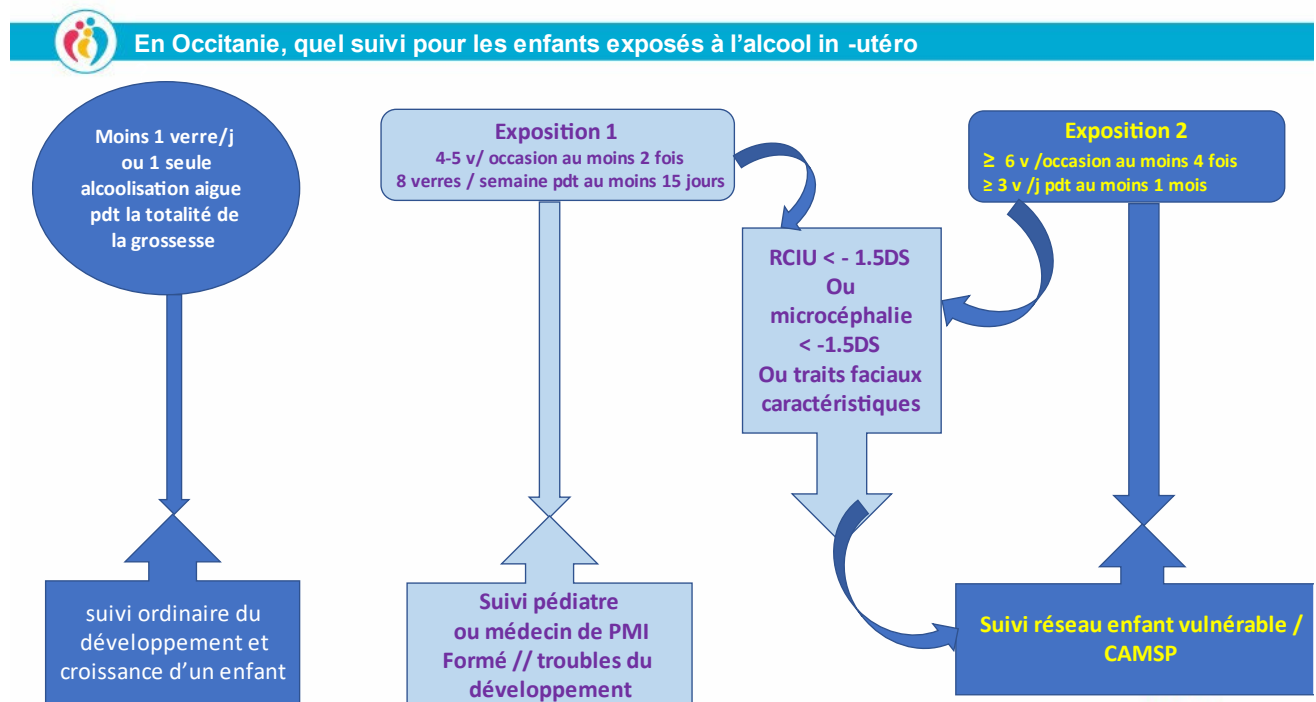 En Occitanie, quel suivi pour les enfants exposés à l'alcool in -utéro
Moins 1 verre/j
ou 1 seule
alcoolisation aigue
pdt la totalité de
la grossesse
Exposition 1
4-5 v/ occasion au moins 2 fois
8 verres / semaine pdt au moins 15 jours
Exposition 2
≥ 6 v /occasion au moins 4 fois
≥ 3 v /j pdt au moins 1 mois
RCIU < - 1.5DS
Ou
microcéphalie
< -1.5DS
Ou traits faciaux
caractéristiques
suivi ordinaire du
développement et
croissance d'un enfant
Suivi pédiatre
ou médecin de PMI
Formé // troubles du
développement
Suivi réseau enfant vulnérable /
CAMSP